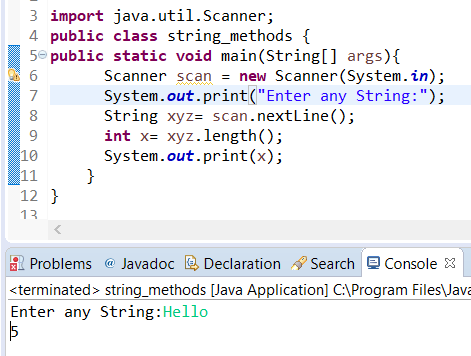 3 import java.util.Scanner;
4 public class string_methods {
5 public static void main(String[] args){
6 Scanner scan = new Scanner(System.in);
7 System.out.print("Enter any String:");
8 String xyz= scan.nextLine();
9 int x= xyz.length();
10 System.out.print(x);
11 }
12 }
13
Problems @ Javadoc Declaration Search Console
<terminated> string_methods [Java Application] C:\Program Files\Java
Enter any String:Hello
5